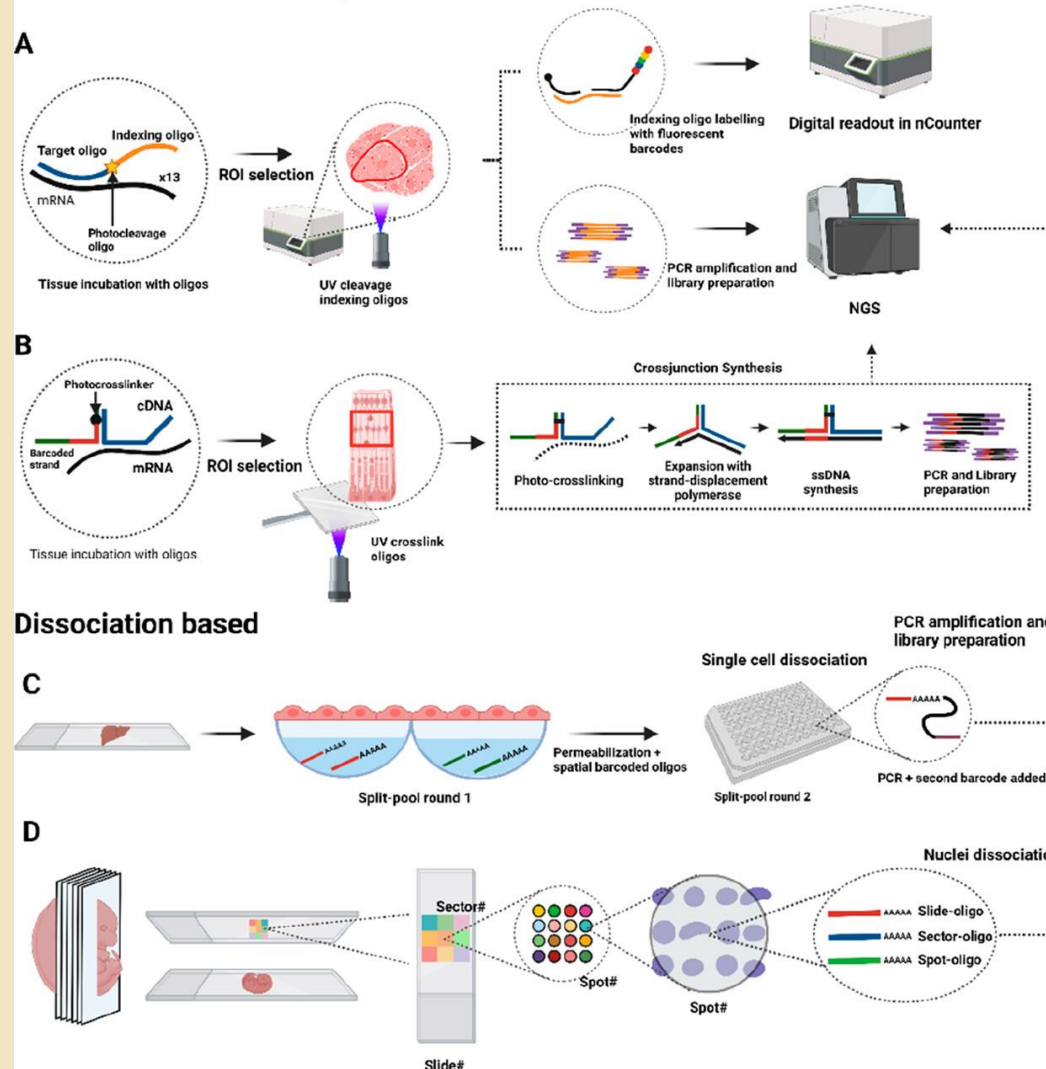 A
Target oligo
Indexing oligo
x13
mRNA
Photocleavage
oligo
Tissue incubation with oligos
ROI selection
UV cleavage
indexing oligos
Indexing oligo labelling
with fluorescent
barcodes
Digital readout in nCounter
PCR amplification and
library preparation
NGS
B
Photocrosslinker
cDNA
Barcoded
strand
mRNA
Tissue incubation with oligos
ROI selection
UV crosslink
oligos
Crossjunction Synthesis
Photo-crosslinking
Expansion with
strand-displacement
polymerase
ssDNA
synthesis
PCR and Library
preparation
Dissociation based
C
AAAAA
AAAAA
AAAAA
AAAAA
Split-pool round 1
Permeabilization +
spatial barcoded oligos
Single cell dissociation
Split-pool round 2
PCR amplification and
library preparation
AAAAA
PCR + second barcode added
D
Sector#
Slide#
Spot#
Spot#
Nuclei dissociatio
AAAAA Slide-oligo
AAAAA Sector-oligo
AAAAA Spot-oligo